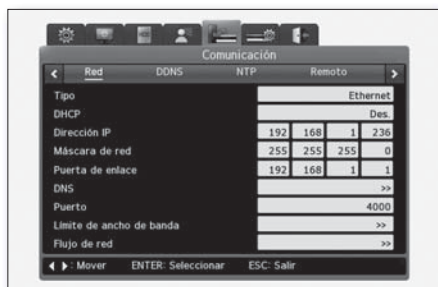 Comunicación
Red DDNS NTP Remoto
Tipo Ethernet
DHCP Des.
Dirección IP 192 168 1 236
Máscara de red 255 255 255 0
Puerta de enlace 192 168 1 1
DNS >>
Puerto 4000
Límite de ancho de banda >>
Flujo de red >>
: Mover ENTER: Seleccionar ESC: Salir